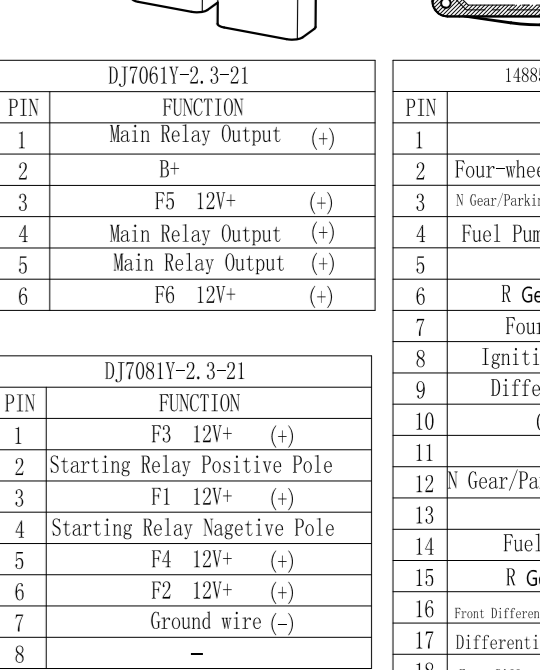 DJ7061Y-2.3-21
PIN FUNCTION
1 Main Relay Output (+)
2 B+
3 F5 12V+ (+)
4 Main Relay Output (+)
5 Main Relay Output (+)
6 F6 12V+ (+)
DJ7081Y-2.3-21
PIN FUNCTION
1 F3 12V+ (+)
2 Starting Relay Positive Pole
3 F1 12V+ (+)
4 Starting Relay Nagetive Pole
5 F4 12V+ (+)
6 F2 12V+ (+)
7 Ground wire (-)
8 -
1488
PIN
1
2 Four-whee
3 N Gear/Parkin
4 Fuel Pum
5
6 R Ge
7 Four
8 Igniti
9 Diffe
10
11
12 N Gear/Pa
13
14 Fuel
15 R Ge
16 Front Differen
17 Differenti
18